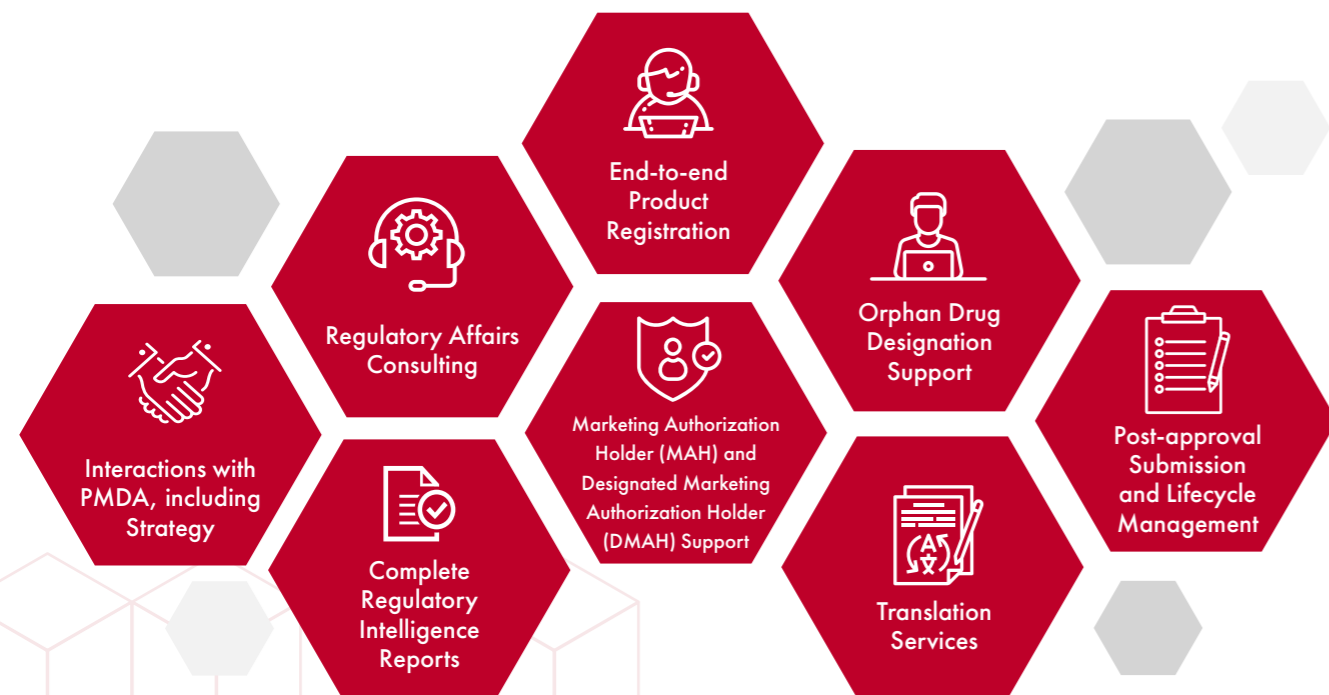 End-to-end
Product
Registration
Regulatory Affairs
Consulting
Orphan Drug
Designation
Support
Interactions with
PMDA, including
Strategy
Marketing Authorization
Holder (MAH) and
Designated Marketing
Authorization Holder
(DMAH) Support
Post-approval
Submission
and Lifecycle
Management
Complete
Regulatory
Intelligence
Reports
A
文
Translation
Services